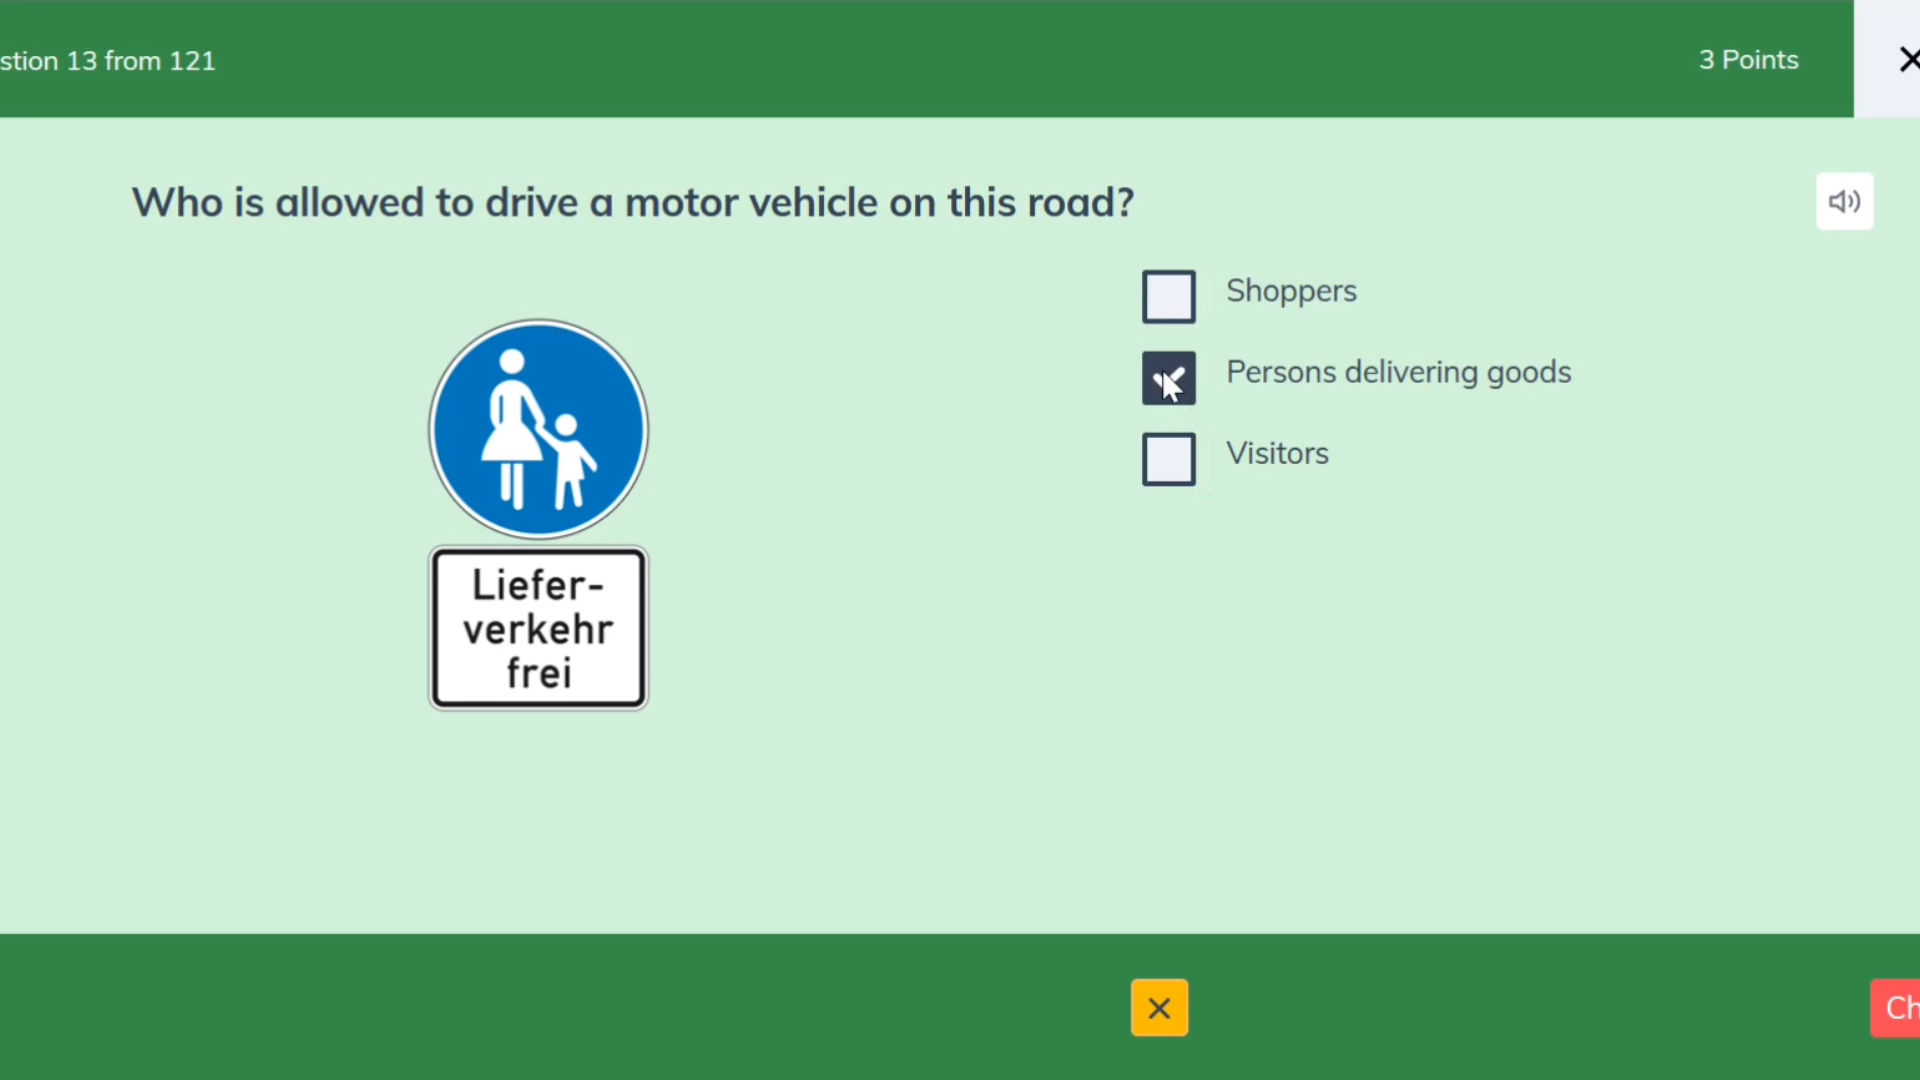 stion 13 from 121
3 Points
Who is allowed to drive a motor vehicle on this road?
Shoppers
Persons delivering goods
Visitors
Liefer-
verkehr
frei
Ch